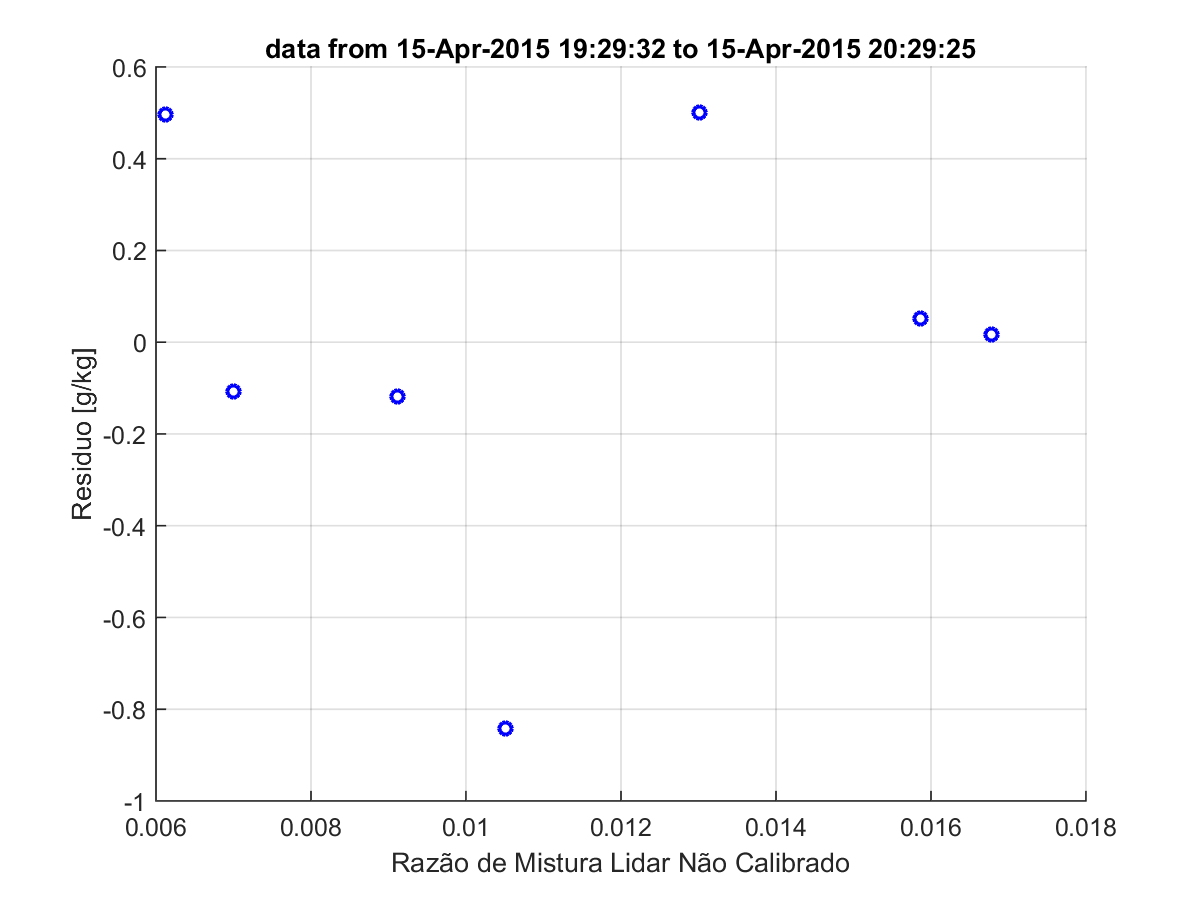 data from 15-Apr-2015 19:29:32 to 15-Apr-2015 20:29:25
0.6
0.4
0.2
0
-0.2
-0.4
-0.6
-0.8
-1
Residuo [g/kg]
0.006 0.008 0.01 0.012 0.014 0.016 0.018
Razão de Mistura Lidar Não Calibrado